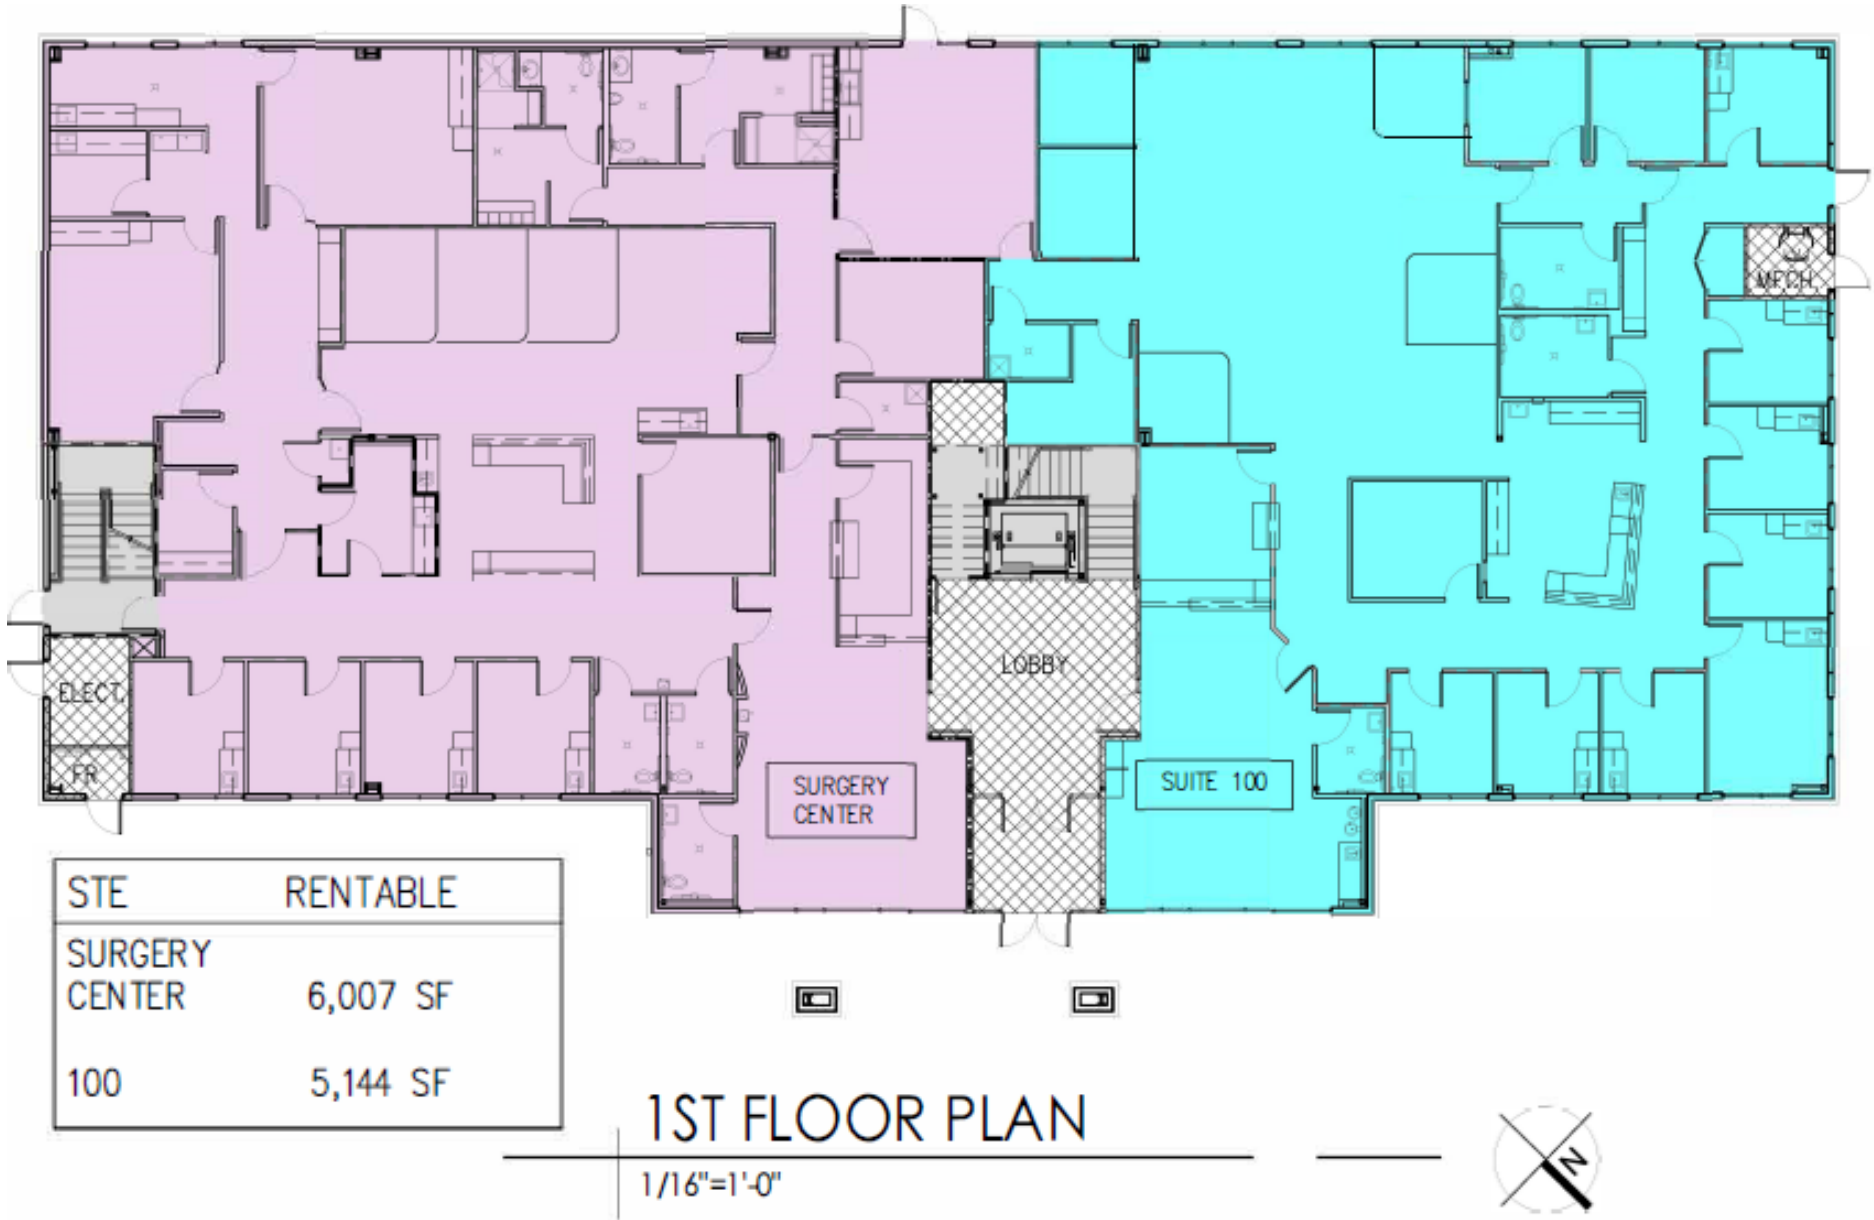 MECH.
ELECT.
LOBBY
FR
SURGERY
CENTER
SUITE 100
STE RENTABLE
SURGERY
CENTER 6,007 SF
100 5,144 SF
1ST FLOOR PLAN
1/16"=1'-0"
N